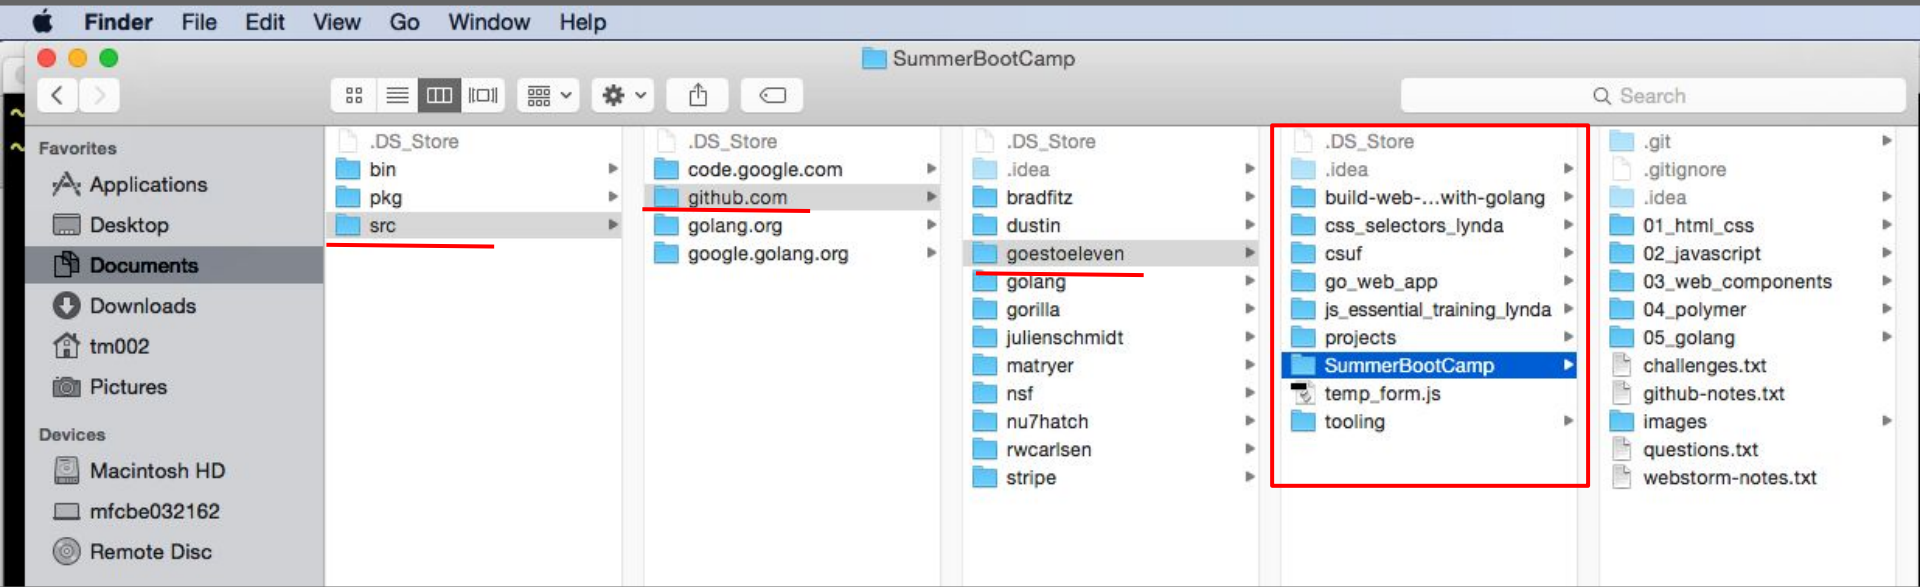 Finder File Edit View Go Window Help
SummerBootCamp
Search
Favorites
Applications
Desktop
Documents
Downloads
tm002
Pictures
Devices
Macintosh HD
mfcbe032162
Remote Disc
.DS_Store
bin
pkg
src
.DS_Store
code.google.com
github.com
golang.org
google.golang.org
.DS_Store
.idea
bradfitz
dustin
goestoeleven
golang
gorilla
julienschmidt
matryer
nsf
nu7hatch
rwcarlsen
stripe
.DS_Store
.idea
build-web-...with-golang
css_selectors_lynda
csuf
go_web_app
js_essential_training_lynda
projects
SummerBootCamp
temp_form.js
tooling
.git
.gitignore
.idea
01_html_css
02_javascript
03_web_components
04_polymer
05_golang
challenges.txt
github-notes.txt
images
questions.txt
webstorm-notes.txt